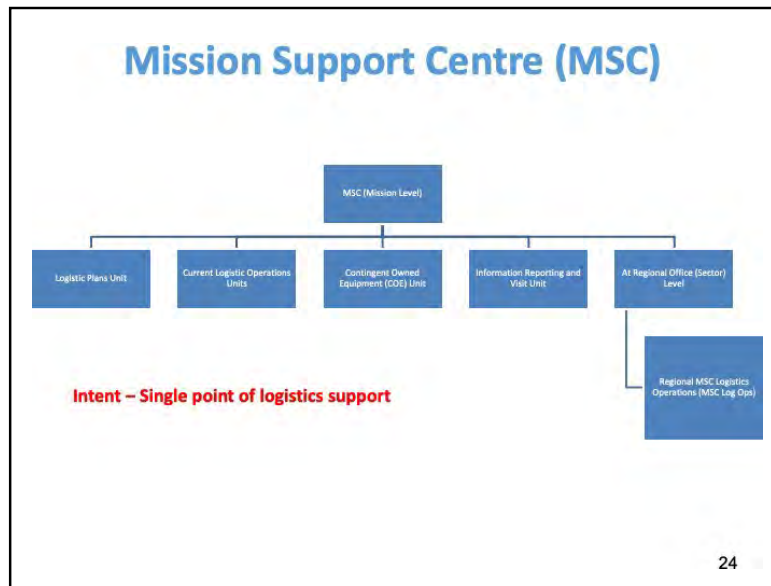 Mission Support Centre (MSC)
MSC (Mission Level)
Logistic Plans Unit
Current Logistic Operations
Units
Contingent Owned
Equipment (COE) Unit
Information Reporting and
Visit Unit
At Regional Office (Sector)
Level
Regional MSC Logistics
Operations (MSC Log Ops)
Intent – Single point of logistics support
24